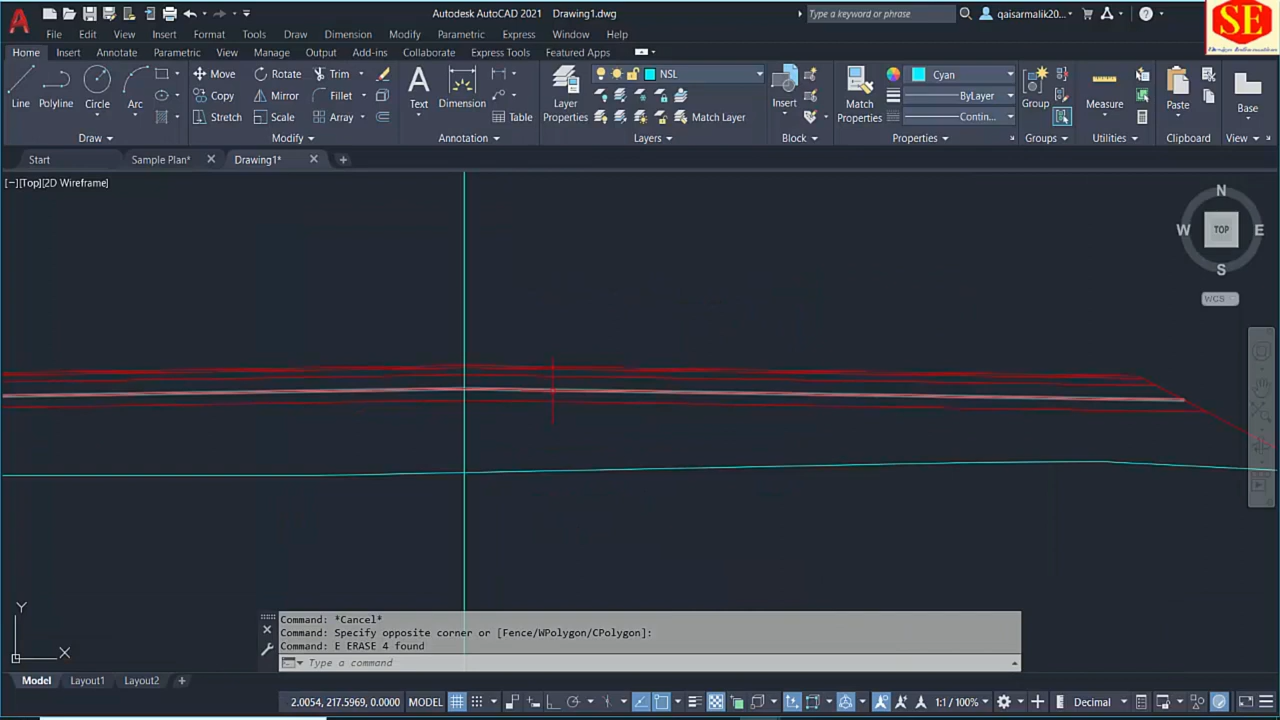 Autodesk AutoCAD 2021 Drawing1.dwg
Type a keyword or phrase
qaisarmalik20...
SE
File Edit View Insert Format Tools Draw Dimension Modify Parametric Express Window Help
Home Insert Annotate Parametric View Manage Output Add-ins Collaborate Express Tools Featured Apps
Line Polyline Circle Arc
Move Rotate Trim
Copy Mirror Fillet
Stretch Scale Array
Text Dimension Table
Layer Properties
NSL
Match Layer
Insert
Match Properties
Cyan
ByLayer
Contin...
Group Measure Paste Base
Draw Modify Annotation Layers Block Properties Groups Utilities Clipboard View
Start Sample Plan* Drawing1*
[−][Top][2D Wireframe]
N
W TOP E
S
WCS
Y
X
Command: *Cancel*
Command: Specify opposite corner or [Fence/WPolygon/CPolygon]:
Command: E ERASE 4 found
Type a command
Model Layout1 Layout2
2.0054, 217.5969, 0.0000 MODEL 1:1 / 100% Decimal